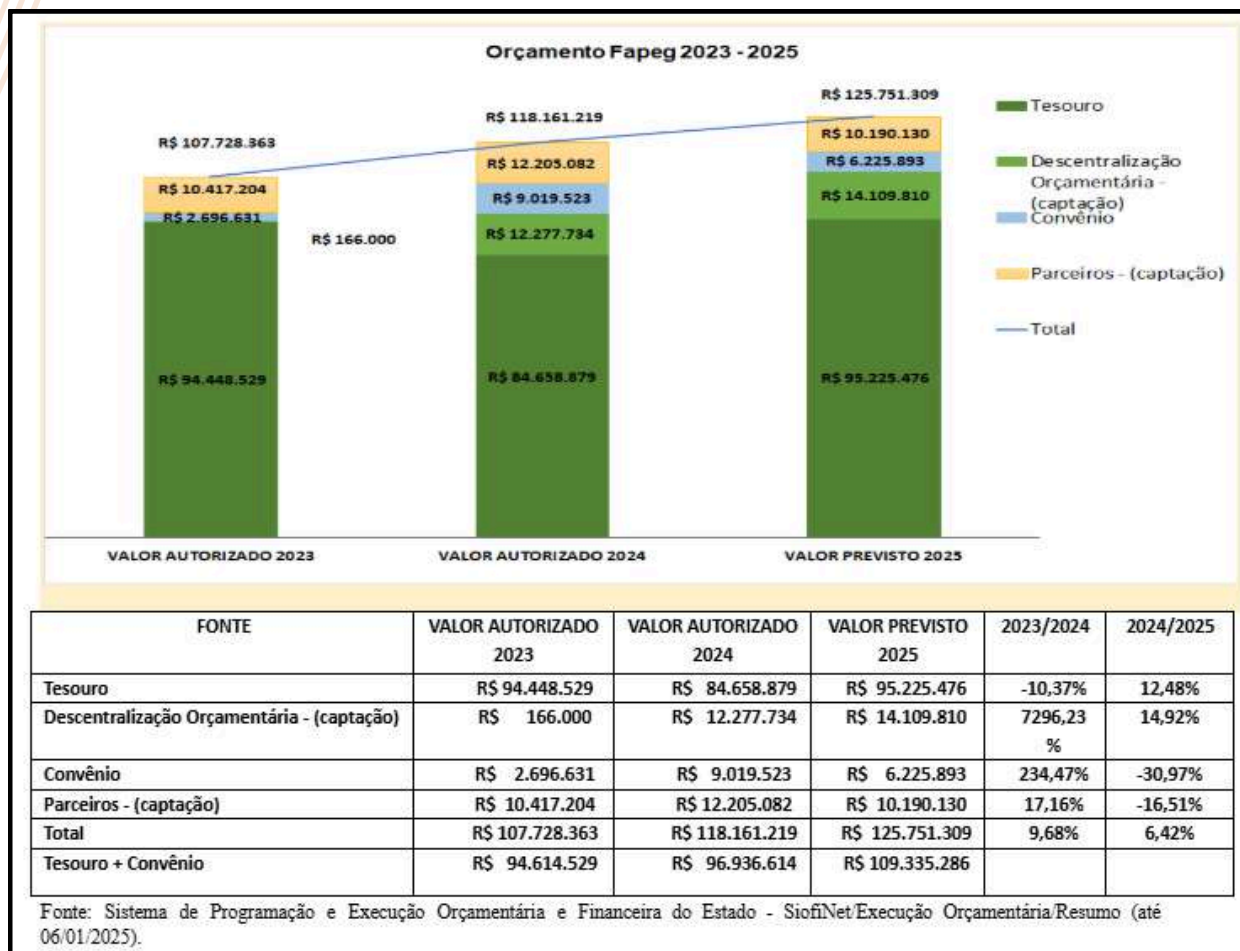 Orçamento Fapeg 2023 - 2025
R$ 107.728.363
R$ 118.161.219
R$ 125.751.309
R$ 10.417.204
R$ 2.696.631
R$ 166.000
R$ 94.448.529
R$ 12.205.082
R$ 9.019.523
R$ 12.277.734
R$ 84.658.879
R$ 10.190.130
R$ 6.225.893
R$ 14.109.810
R$ 95.225.476
VALOR AUTORIZADO 2023
VALOR AUTORIZADO 2024
VALOR PREVISTO 2025
Tesouro
Descentralização
Orçamentária -
(captação)
Convênio
Parceiros - (captação)
Total
FONTE VALOR AUTORIZADO VALOR AUTORIZADO VALOR PREVISTO 2023/2024 2024/2025
2023 2024 2025
Tesouro R$ 94.448.529 R$ 84.658.879 R$ 95.225.476 -10,37% 12,48%
Descentralização Orçamentária - (captação) R$ 166.000 R$ 12.277.734 R$ 14.109.810 7296,23 14,92%
%
Convênio R$ 2.696.631 R$ 9.019.523 R$ 6.225.893 234,47% -30,97%
Parceiros - (captação) R$ 10.417.204 R$ 12.205.082 R$ 10.190.130 17,16% -16,51%
Total R$ 107.728.363 R$ 118.161.219 R$ 125.751.309 9,68% 6,42%
Tesouro + Convênio R$ 94.614.529 R$ 96.936.614 R$ 109.335.286
Fonte: Sistema de Programação e Execução Orçamentária e Financeira do Estado - SiofiNet/Execução Orçamentária/Resumo (até
06/01/2025).